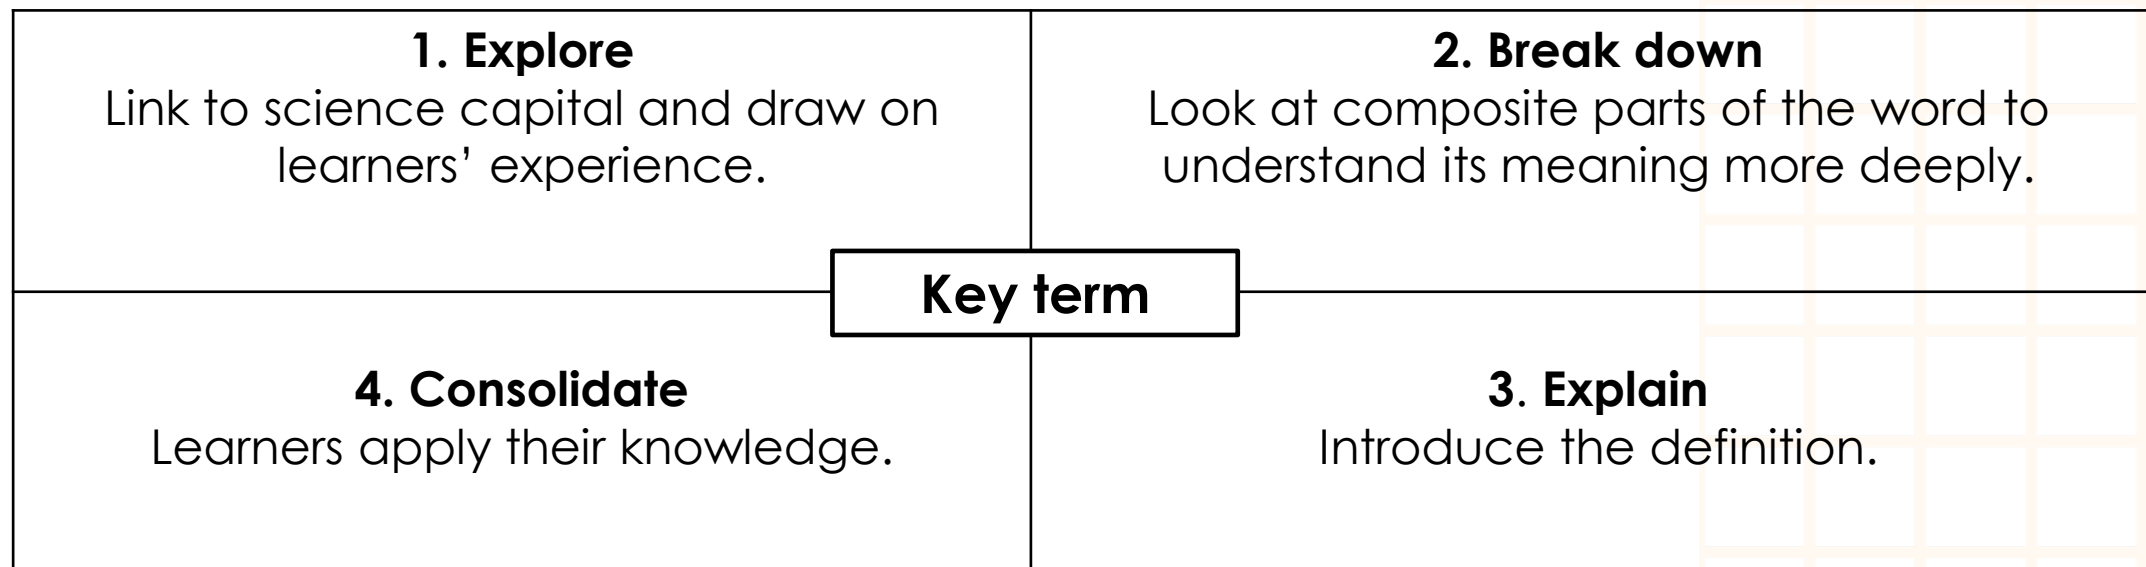 1. Explore
Link to science capital and draw on
learners’ experience.
2. Break down
Look at composite parts of the word to
understand its meaning more deeply.
Key term
4. Consolidate
Learners apply their knowledge.
3. Explain
Introduce the definition.